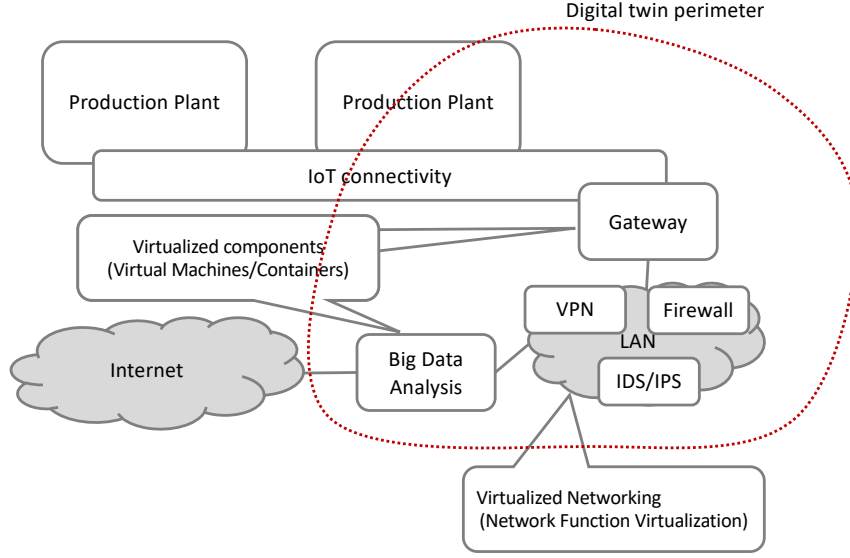 Digital twin perimeter
Production Plant
Production Plant
IoT connectivity
Gateway
Virtualized components
(Virtual Machines/Containers)
VPN
Firewall
LAN
Internet
Big Data
Analysis
IDS/IPS
Virtualized Networking
(Network Function Virtualization)